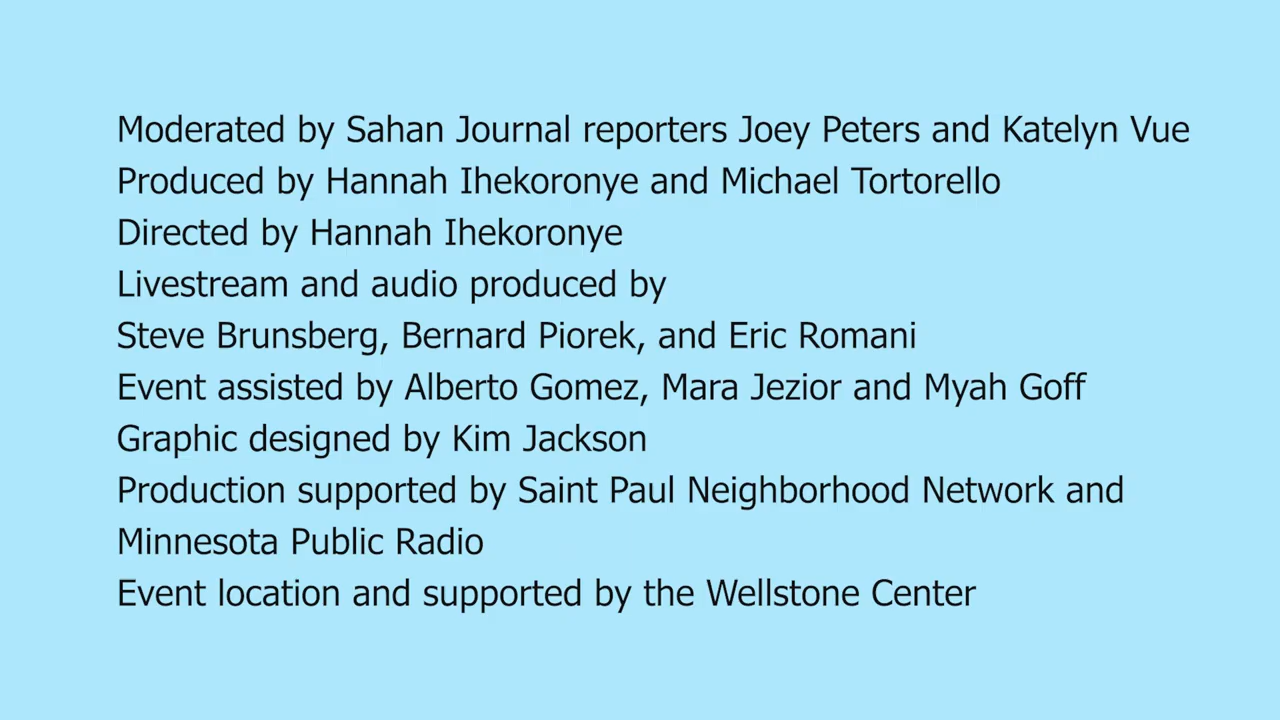 Moderated by Sahan Journal reporters Joey Peters and Katelyn Vue
Produced by Hannah Ihekoronye and Michael Tortorello
Directed by Hannah Ihekoronye
Livestream and audio produced by
Steve Brunsberg, Bernard Piorek, and Eric Romani
Event assisted by Alberto Gomez, Mara Jezior and Myah Goff
Graphic designed by Kim Jackson
Production supported by Saint Paul Neighborhood Network and
Minnesota Public Radio
Event location and supported by the Wellstone Center